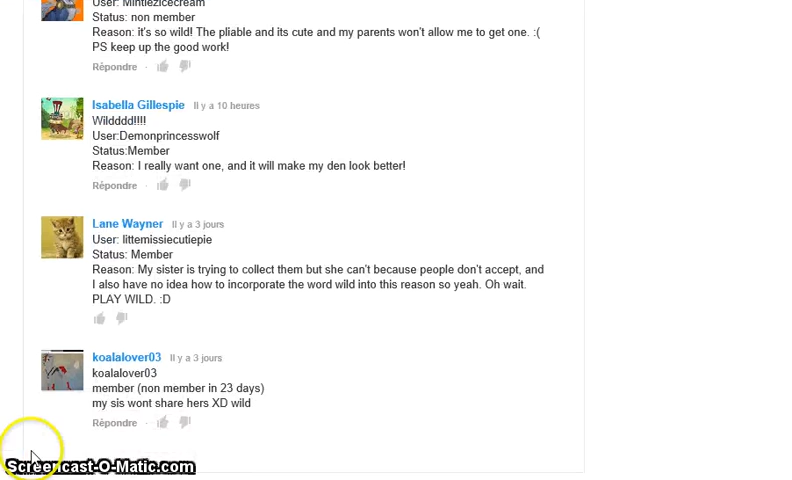 User: Mintiezicecream
Status: non member
Reason: it's so wild! The pliable and its cute and my parents won't allow me to get one. :(
PS keep up the good work!
Répondre ·
Isabella Gillespie Il y a 10 heures
Wildddd!!!!
User:Demonprincesswolf
Status:Member
Reason: I really want one, and it will make my den look better!
Répondre ·
Lane Wayner Il y a 3 jours
User: littemissiecutiepie
Status: Member
Reason: My sister is trying to collect them but she can't because people don't accept, and
I also have no idea how to incorporate the word wild into this reason so yeah. Oh wait.
PLAY WILD. :D
koalalover03 Il y a 3 jours
koalalover03
member (non member in 23 days)
my sis wont share hers XD wild
Répondre ·
Screencast-O-Matic.com